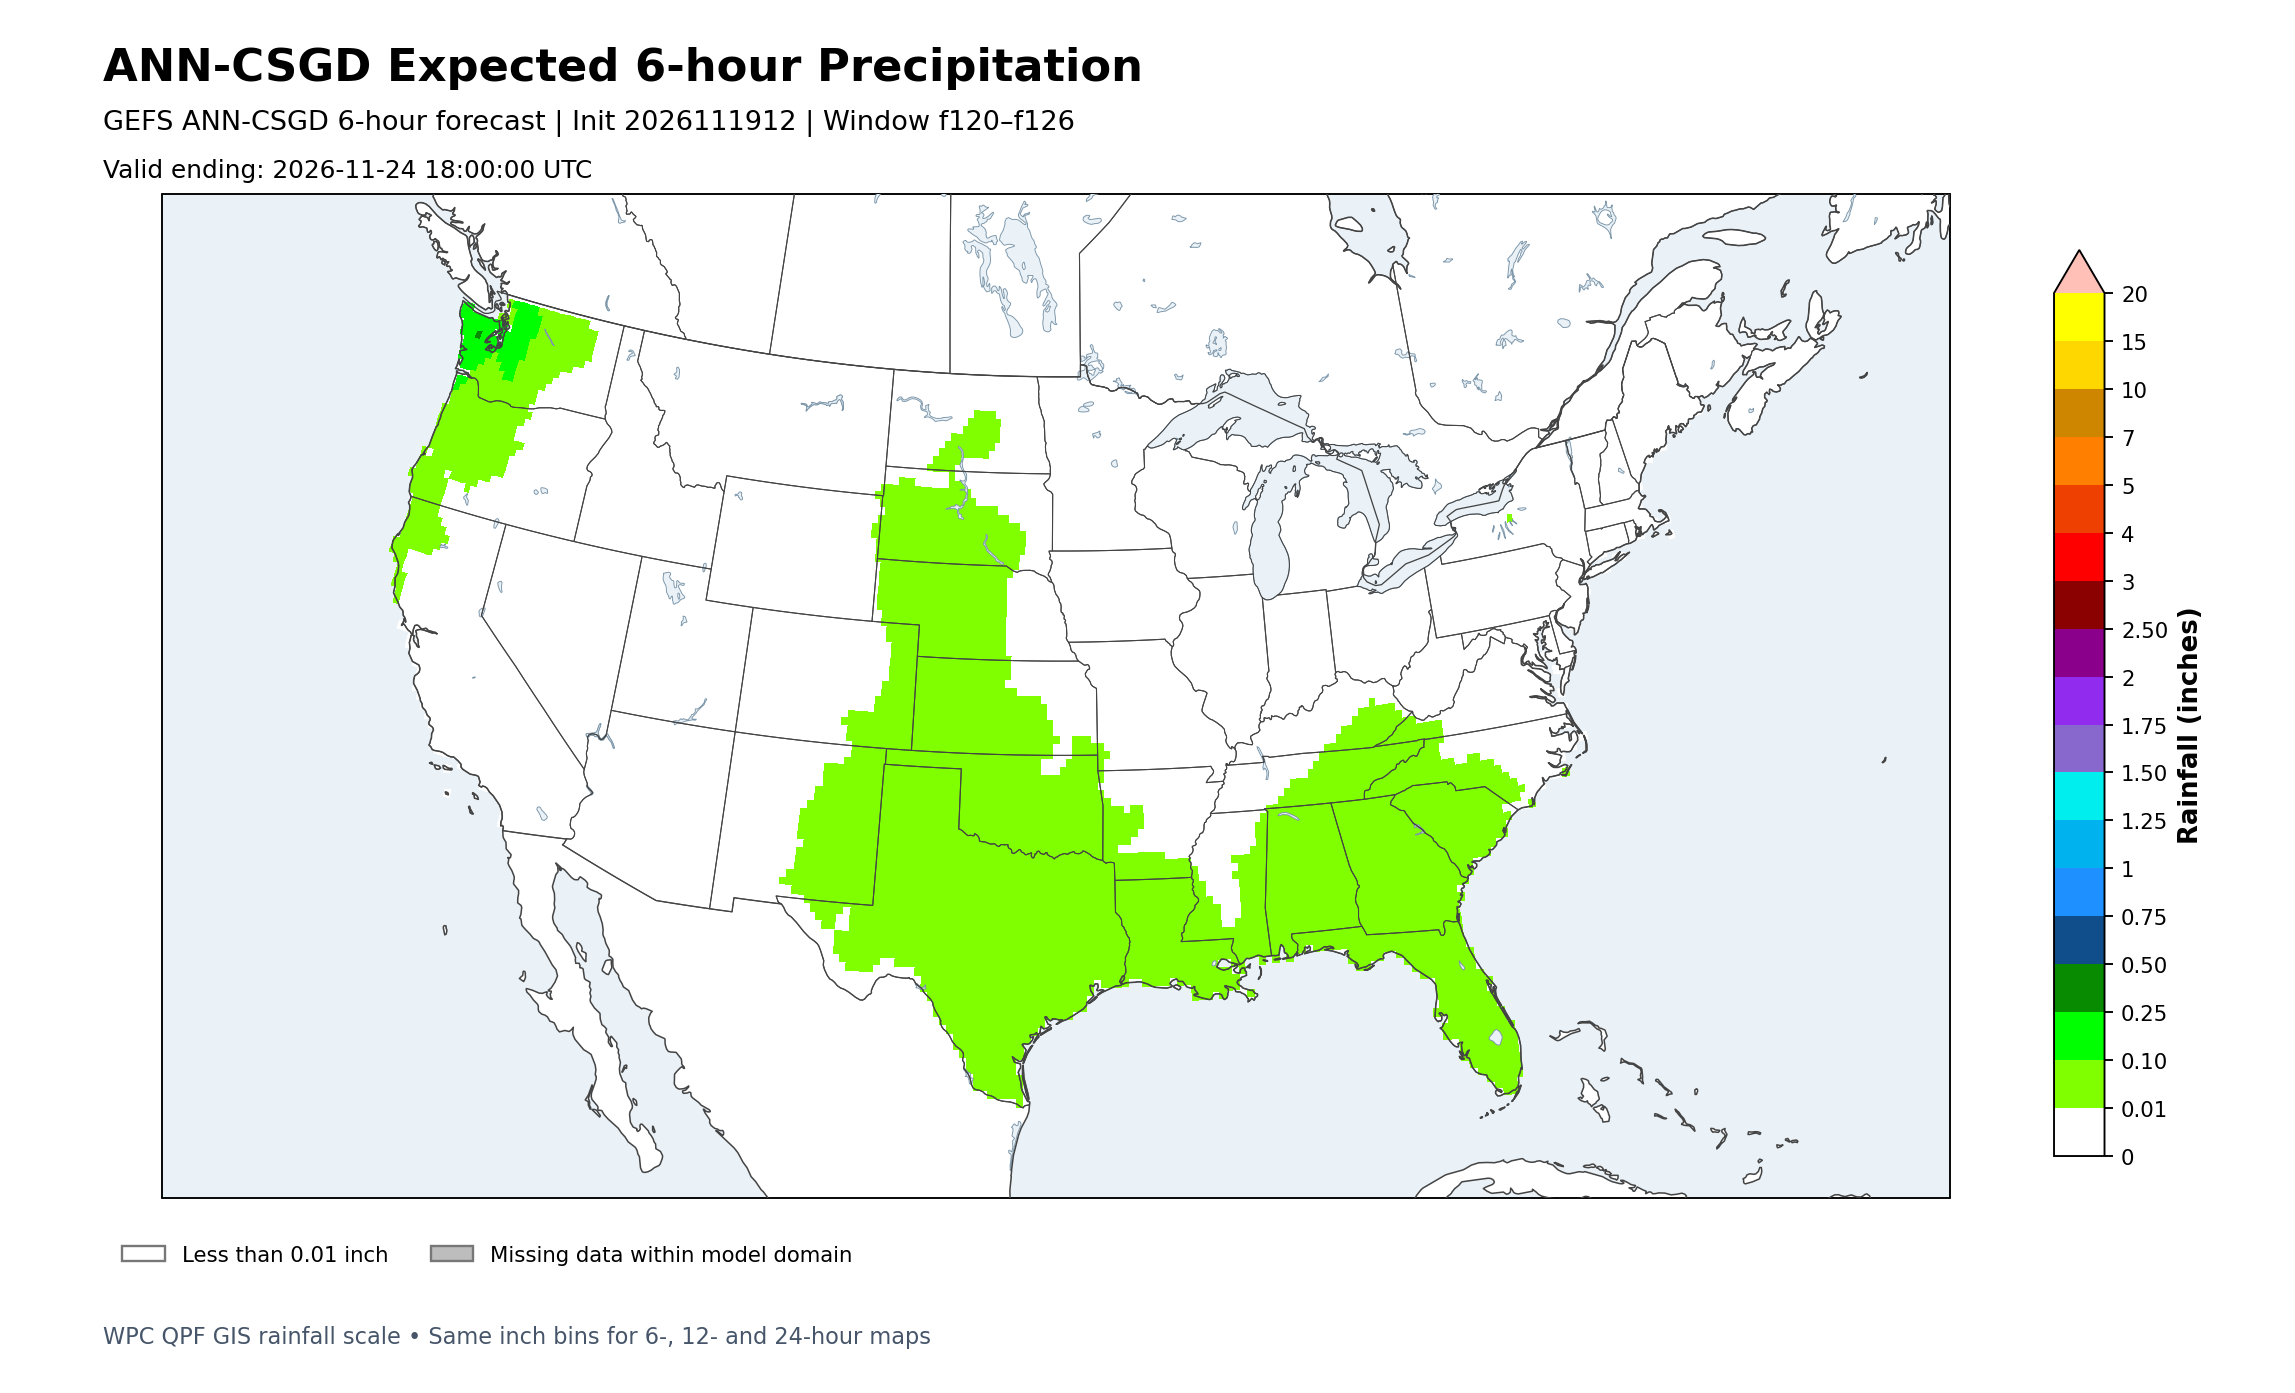 ANN-CSGD Expected 6-hour Precipitation
GEFS ANN-CSGD 6-hour forecast | Init 2026111912 | Window f120–f126
Valid ending: 2026-11-24 18:00:00 UTC
20
15
10
7
5
4
3
2.50
2
1.75
1.50
1.25
1
0.75
0.50
0.25
0.10
0.01
0
Rainfall (inches)
Less than 0.01 inch
Missing data within model domain
WPC QPF GIS rainfall scale • Same inch bins for 6-, 12- and 24-hour maps